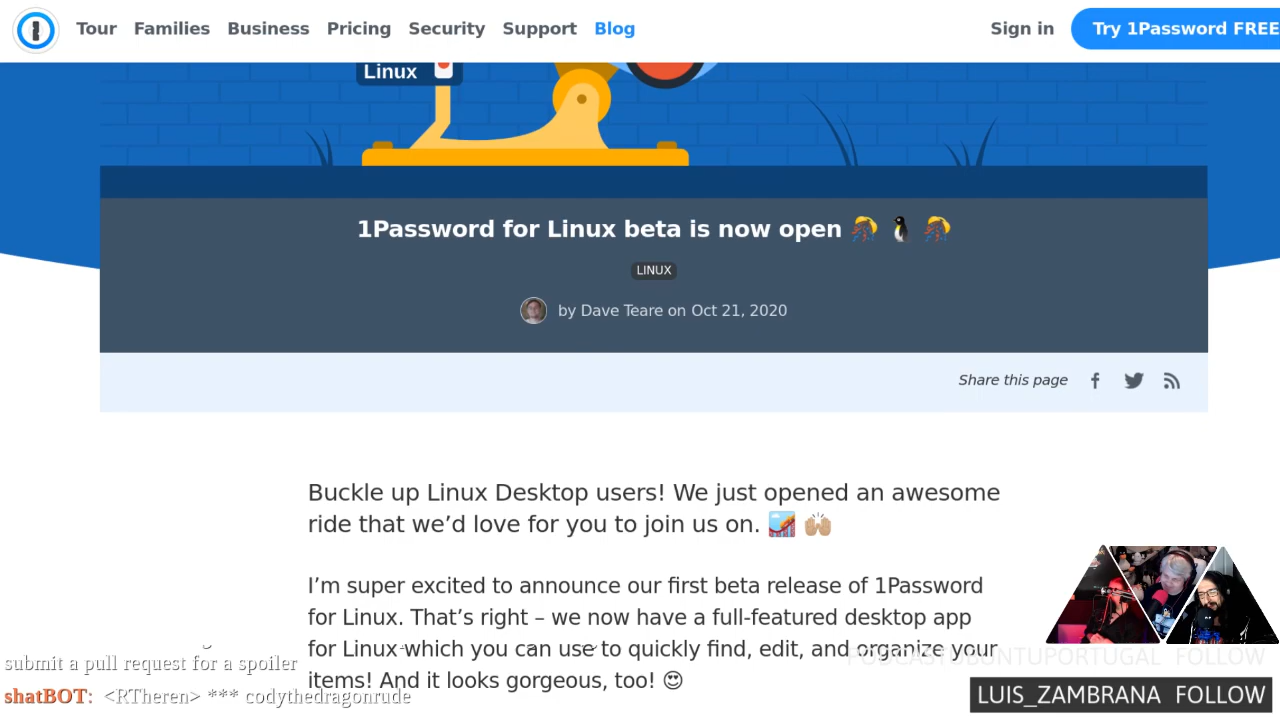 Tour Families Business Pricing Security Support Blog Sign in Try 1Password FREE
Linux
1Password for Linux beta is now open
LINUX
by Dave Teare on Oct 21, 2020
Share this page
Buckle up Linux Desktop users! We just opened an awesome
ride that we’d love for you to join us on.
I’m super excited to announce our first beta release of 1Password
for Linux. That’s right – we now have a full-featured desktop app
for Linux which you can use to quickly find, edit, and organize your
items! And it looks gorgeous, too!
submit a pull request for a spoiler
shatBOT: <RTheren> *** codythedragonrude
PODCASTUBUNTUPORTUGAL FOLLOW
LUIS_ZAMBRANA FOLLOW